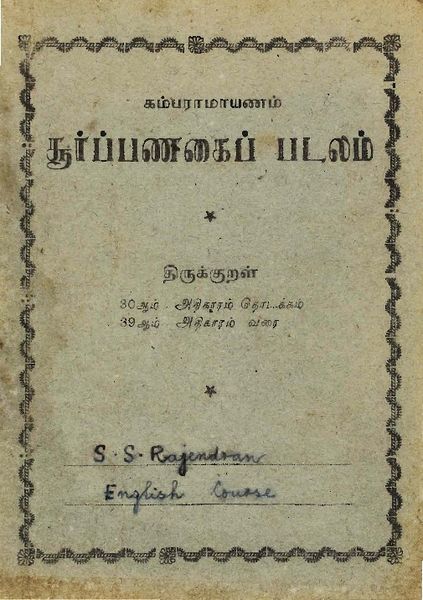 கம்பராமாயணம்
சூர்ப்பணகைப் படலம்
திருக்குறள்
30ஆம் அதிகாரம் தொடக்கம்
39ஆம் அதிகாரம் வரை
S. S. Rajendran
English Course